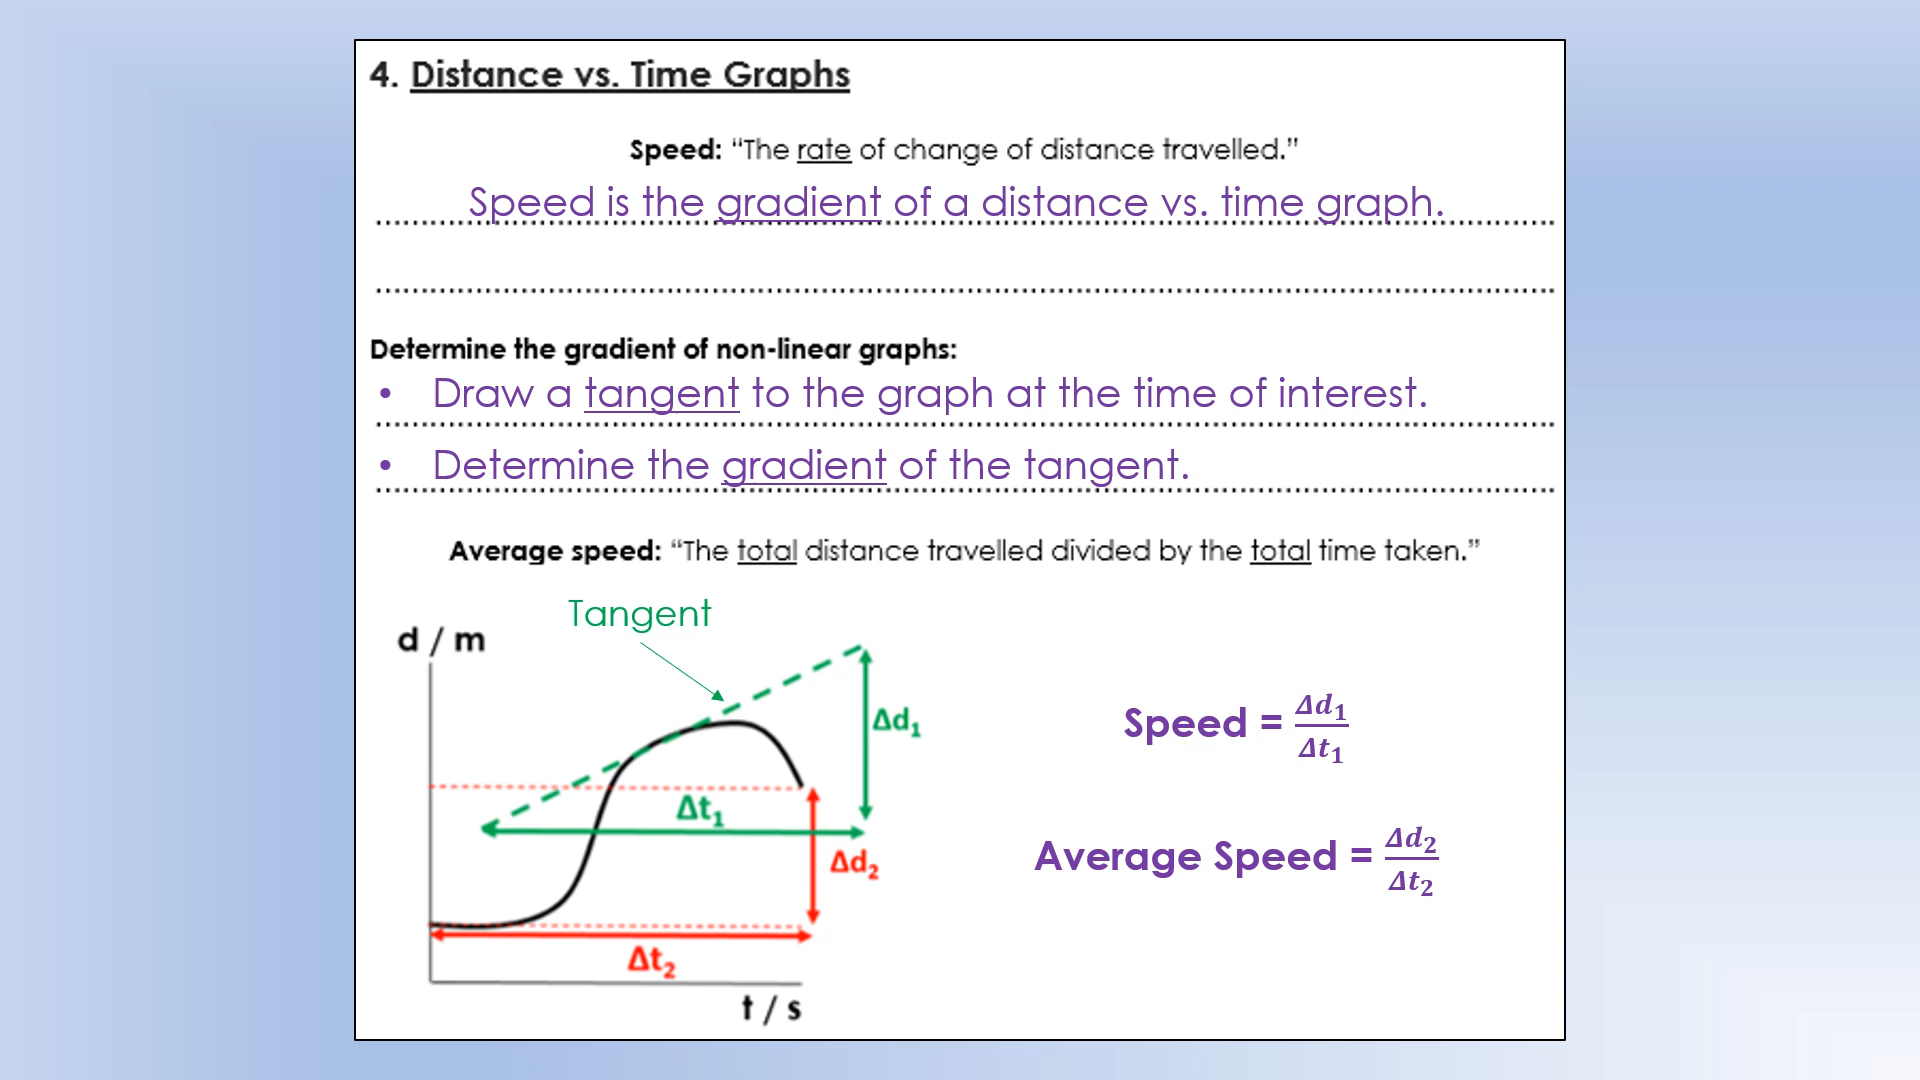 4. Distance vs. Time Graphs
Speed: “The rate of change of distance travelled.”
Speed is the gradient of a distance vs. time graph.
Determine the gradient of non-linear graphs:
• Draw a tangent to the graph at the time of interest.
• Determine the gradient of the tangent.
Average speed: “The total distance travelled divided by the total time taken.”
Tangent
d / m
Δd₁
Speed = Δd₁/Δt₁
Δt₁
Δd₂
Average Speed = Δd₂/Δt₂
Δt₂
t / s